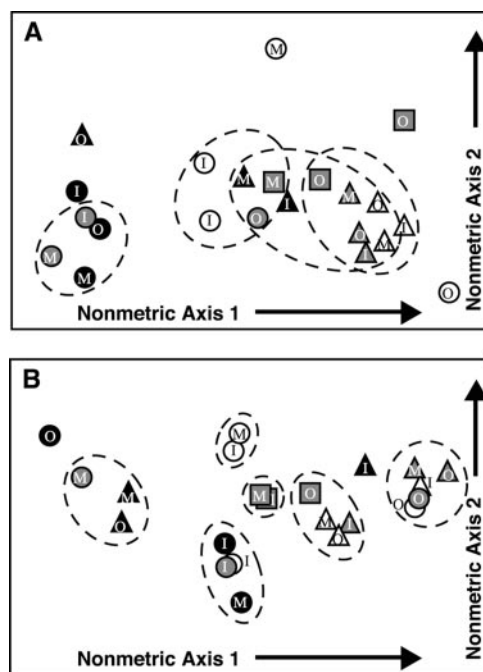 A
M
Nonmetric Axis 2
O
O
I
M M O
I M
I O
I I O
O O I
M
M I
M
O
Nonmetric Axis 1
B
Nonmetric Axis 2
O M
I
I M O
M I
M M I O
O O
O M I
O
I
I I
M
Nonmetric Axis 1